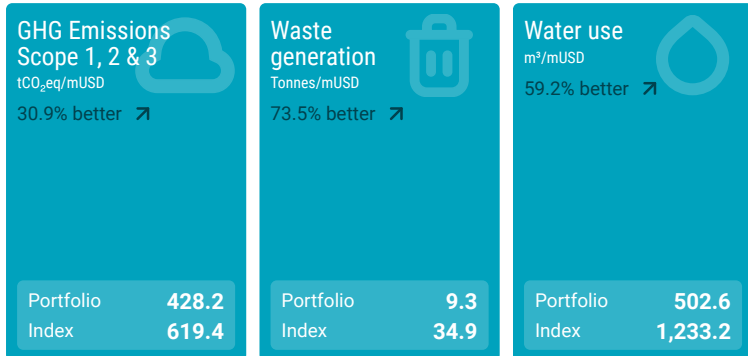 GHG Emissions
Scope 1, 2 & 3
tCO₂eq/mUSD
30.9% better
Portfolio 428.2
Index 619.4
Waste
generation
Tonnes/mUSD
73.5% better
Portfolio 9.3
Index 34.9
Water use
m³/mUSD
59.2% better
Portfolio 502.6
Index 1,233.2